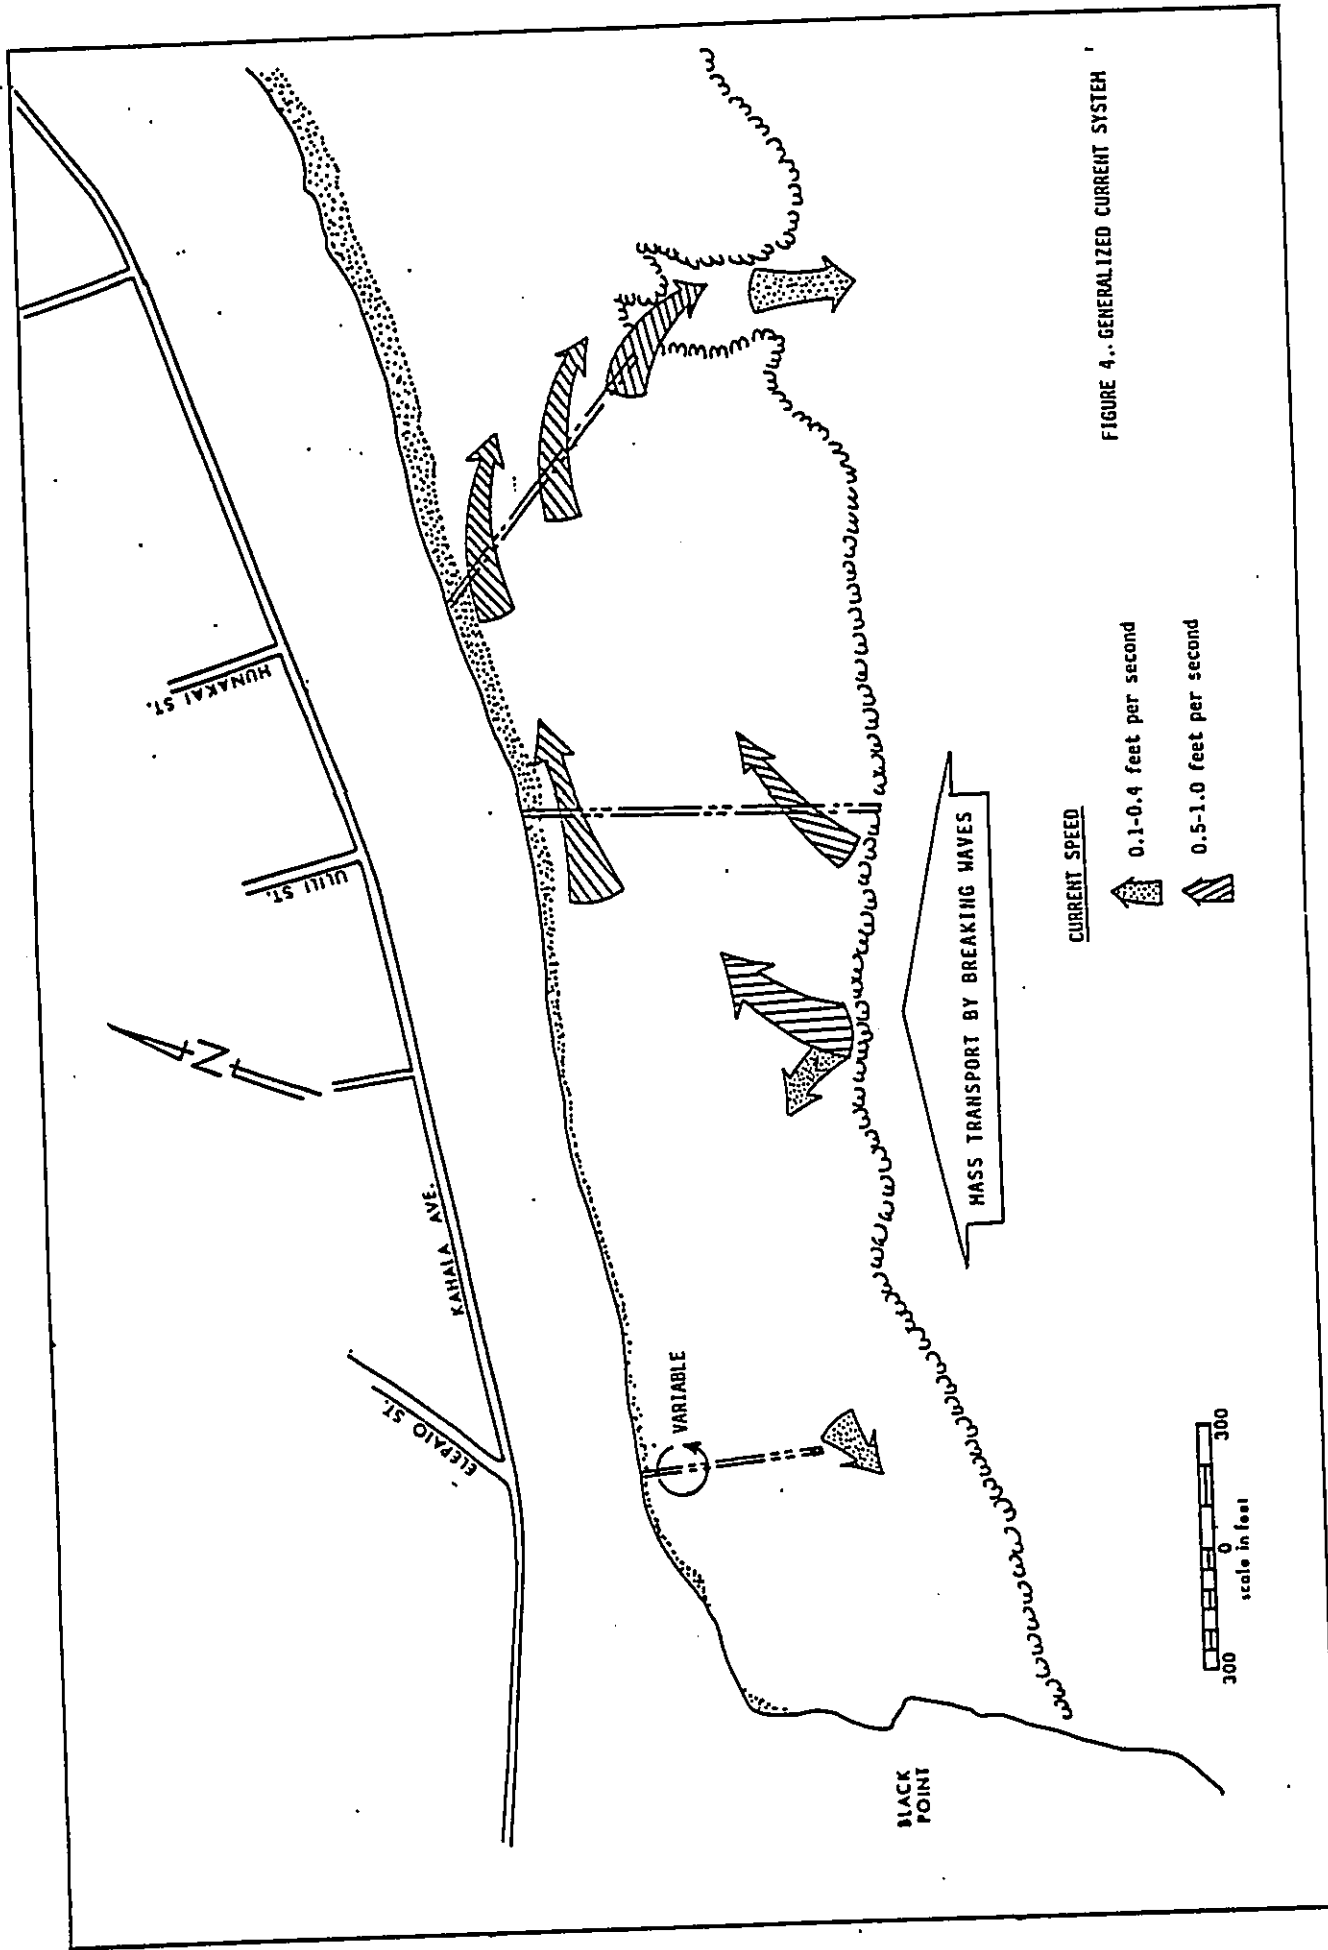 HUNAKAI ST.
ULILI ST.
N
KAHALA AVE.
ELEPAIO ST.
VARIABLE
BLACK
POINT
MASS TRANSPORT BY BREAKING WAVES
CURRENT SPEED
0.1-0.4 feet per second
0.5-1.0 feet per second
300 0 300
scale in feet
FIGURE 4.. GENERALIZED CURRENT SYSTEM